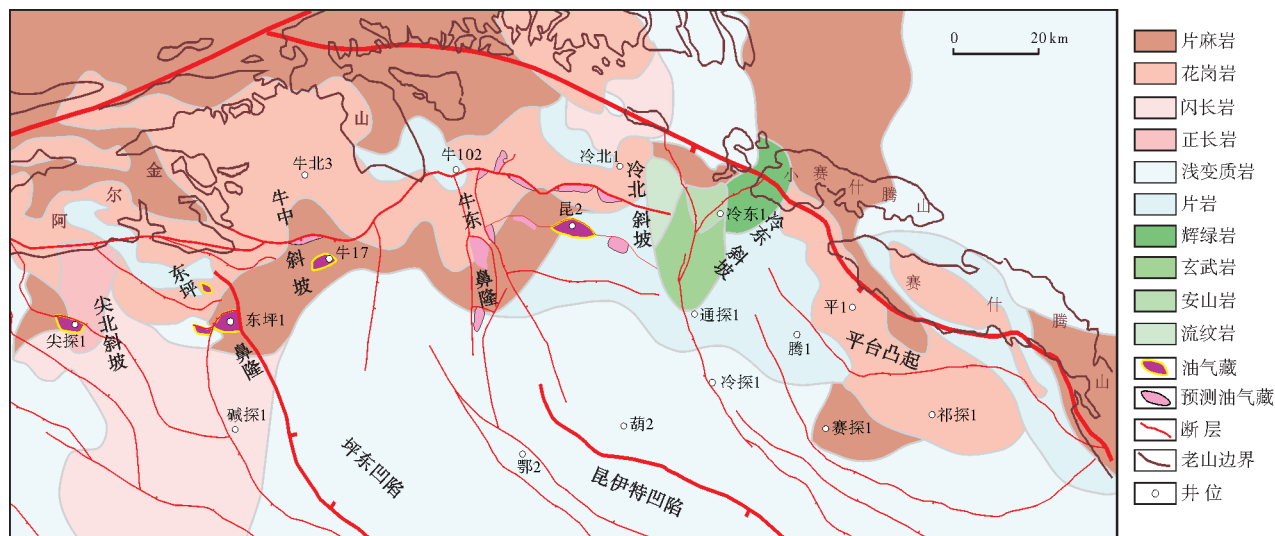 0
20 km
山
牛北3
牛102
冷北1
金
尔
阿
牛中
斜坡
牛17
牛东
鼻隆
昆2
冷北
斜坡
冷东1
冷东
斜坡
小
赛
什
腾
山
东坪
鼻隆
东坪1
尖北斜坡
尖探1
碱探1
坪东凹陷
通探1
腾1
冷探1
平1
平台凸起
赛
什
腾
山
葫2
鄂2
昆伊特凹陷
赛探1
祁探1
片麻岩
花岗岩
闪长岩
正长岩
浅变质岩
片岩
辉绿岩
玄武岩
安山岩
流纹岩
油气藏
预测油气藏
断层
老山边界
井位